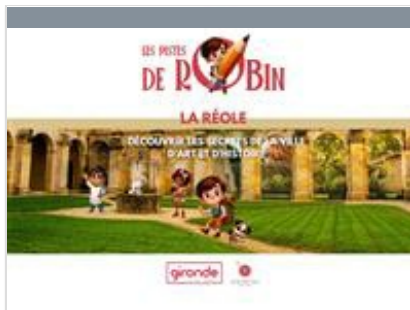 LES PISTES
DE ROBIN
LA RÉOLE
DÉCOUVRIR LES SECRETS DE LA VILLE
D'ART ET D'HISTOIRE
gironde